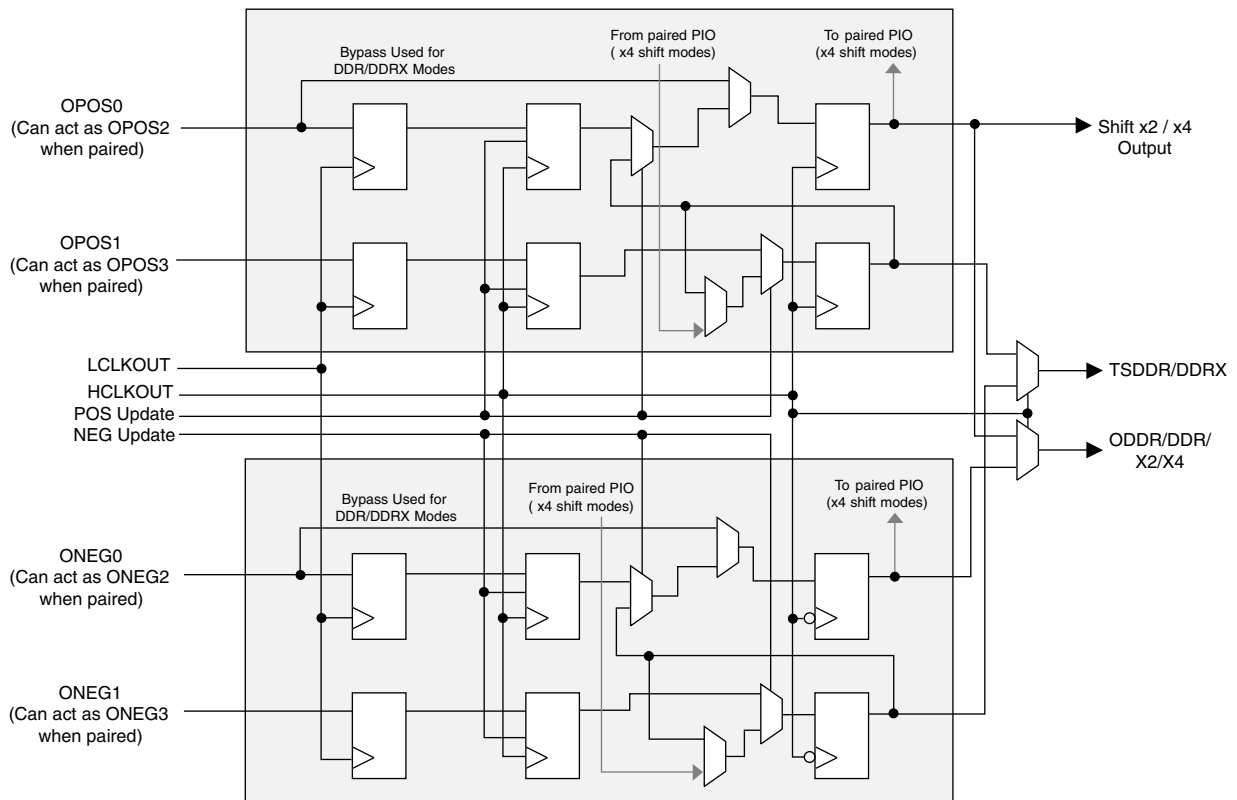 Bypass Used for
DDR/DDRX Modes
From paired PIO
( x4 shift modes)
To paired PIO
(x4 shift modes)
OPOS0
(Can act as OPOS2
when paired)
Shift x2 / x4
Output
OPOS1
(Can act as OPOS3
when paired)
LCLKOUT
HCLKOUT
POS Update
NEG Update
TSDDR/DDRX
ODDR/DDR/
X2/X4
Bypass Used for
DDR/DDRX Modes
From paired PIO
( x4 shift modes)
To paired PIO
(x4 shift modes)
ONEG0
(Can act as ONEG2
when paired)
ONEG1
(Can act as ONEG3
when paired)